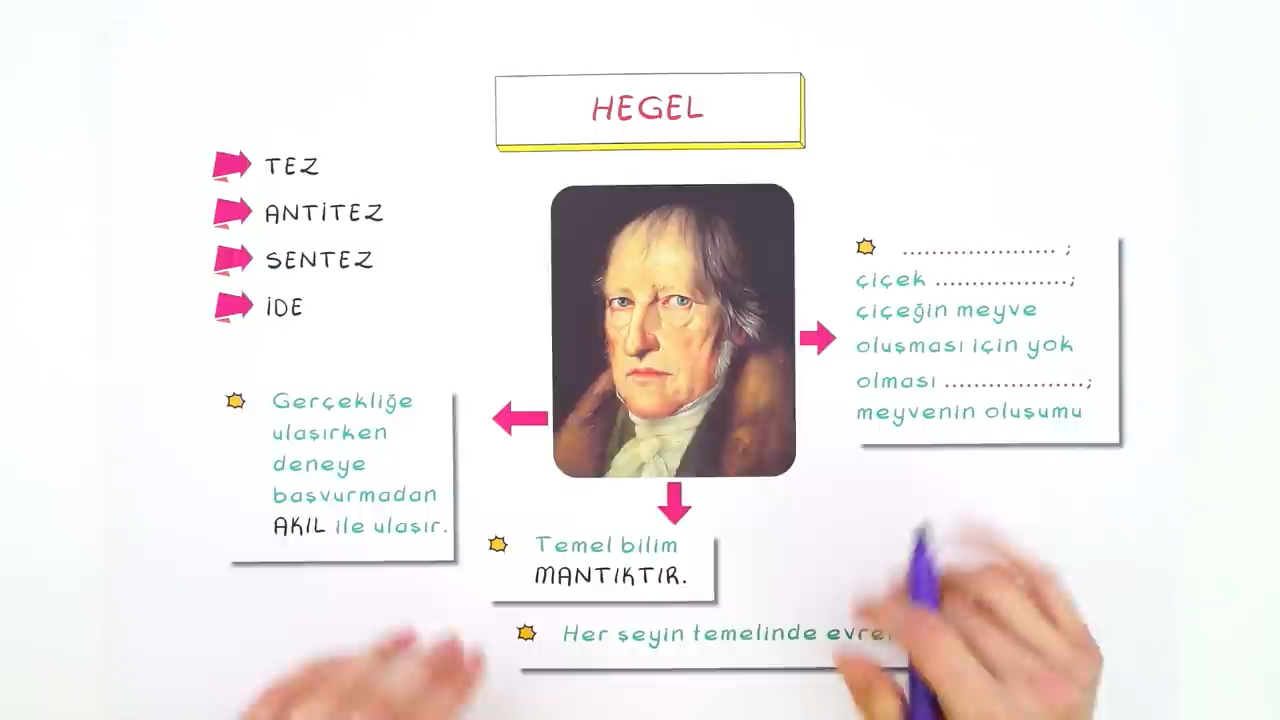 HEGEL
TEZ
ANTİTEZ
SENTEZ
İDE
..................... ;
çiçek ..................;
çiçeğin meyve
oluşması için yok
olması ...................;
meyvenin oluşumu
Gerçekliğe
ulaşırken
deneye
başvurmadan
AKIL ile ulaşır.
Temel bilim
MANTIKTIR.
Her şeyin temelinde